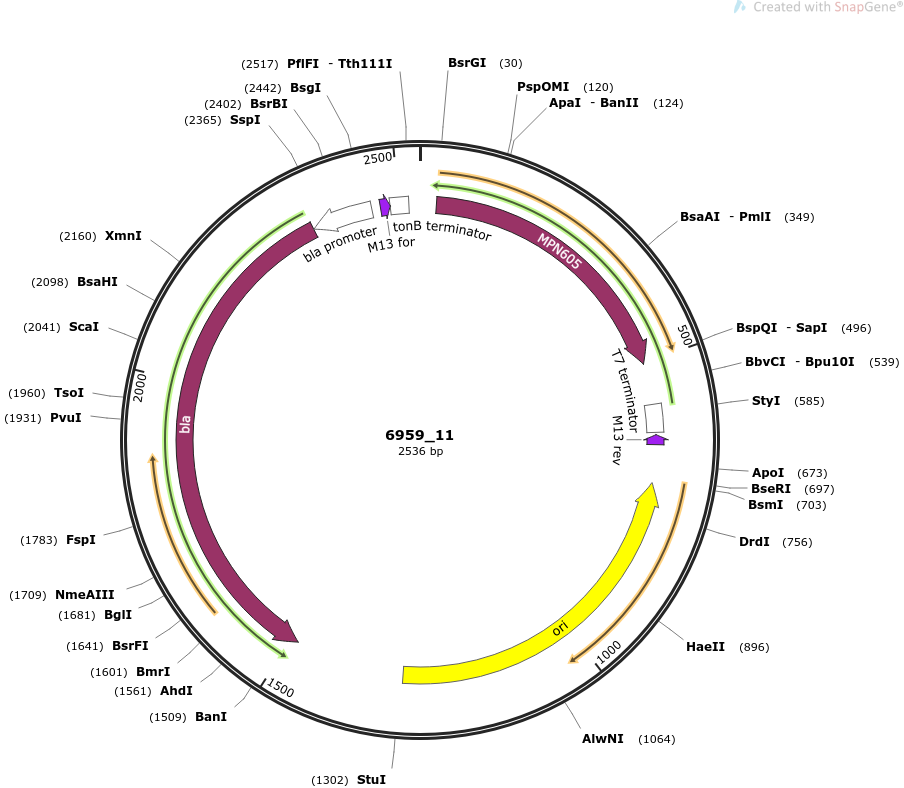 Created with SnapGene®
(2517) PflFI - Tth111I
BsrGI (30)
(2442) BsgI
PspOMI (120)
(2402) BsrBI
ApaI - BanII (124)
(2365) SspI
2500
BsaAI - PmlI (349)
(2160) XmnI
bla promoter
M13 for
tonB terminator
MPN605
(2098) BsaHI
(2041) ScaI
BspQI - SapI (496)
500
BbvCI - Bpu10I (539)
T7 terminator
2000
(1960) TsoI
StyI (585)
(1931) PvuI
bla
M13 rev
6959_11
2536 bp
ApoI (673)
BseRI (697)
BsmI (703)
(1783) FspI
DrdI (756)
(1709) NmeAIII
(1681) BglI
ori
(1641) BsrFI
HaeII (896)
1000
(1601) BmrI
(1561) AhdI
1500
(1509) BanI
AlwNI (1064)
(1302) StuI